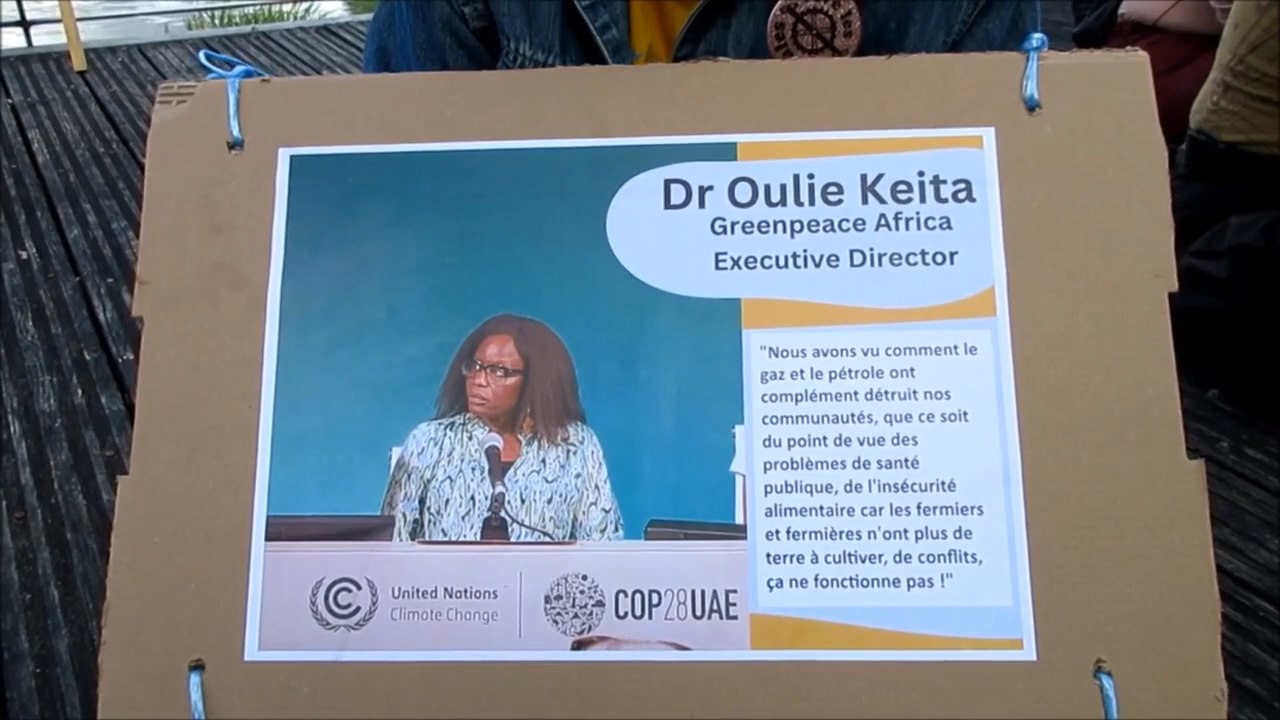 Dr Oulie Keita
Greenpeace Africa
Executive Director
"Nous avons vu comment le
gaz et le pétrole ont
complément détruit nos
communautés, que ce soit
du point de vue des
problèmes de santé
publique, de l'insécurité
alimentaire car les fermiers
et fermières n'ont plus de
terre à cultiver, de conflits,
ça ne fonctionne pas !"
United Nations
Climate Change
COP28UAE